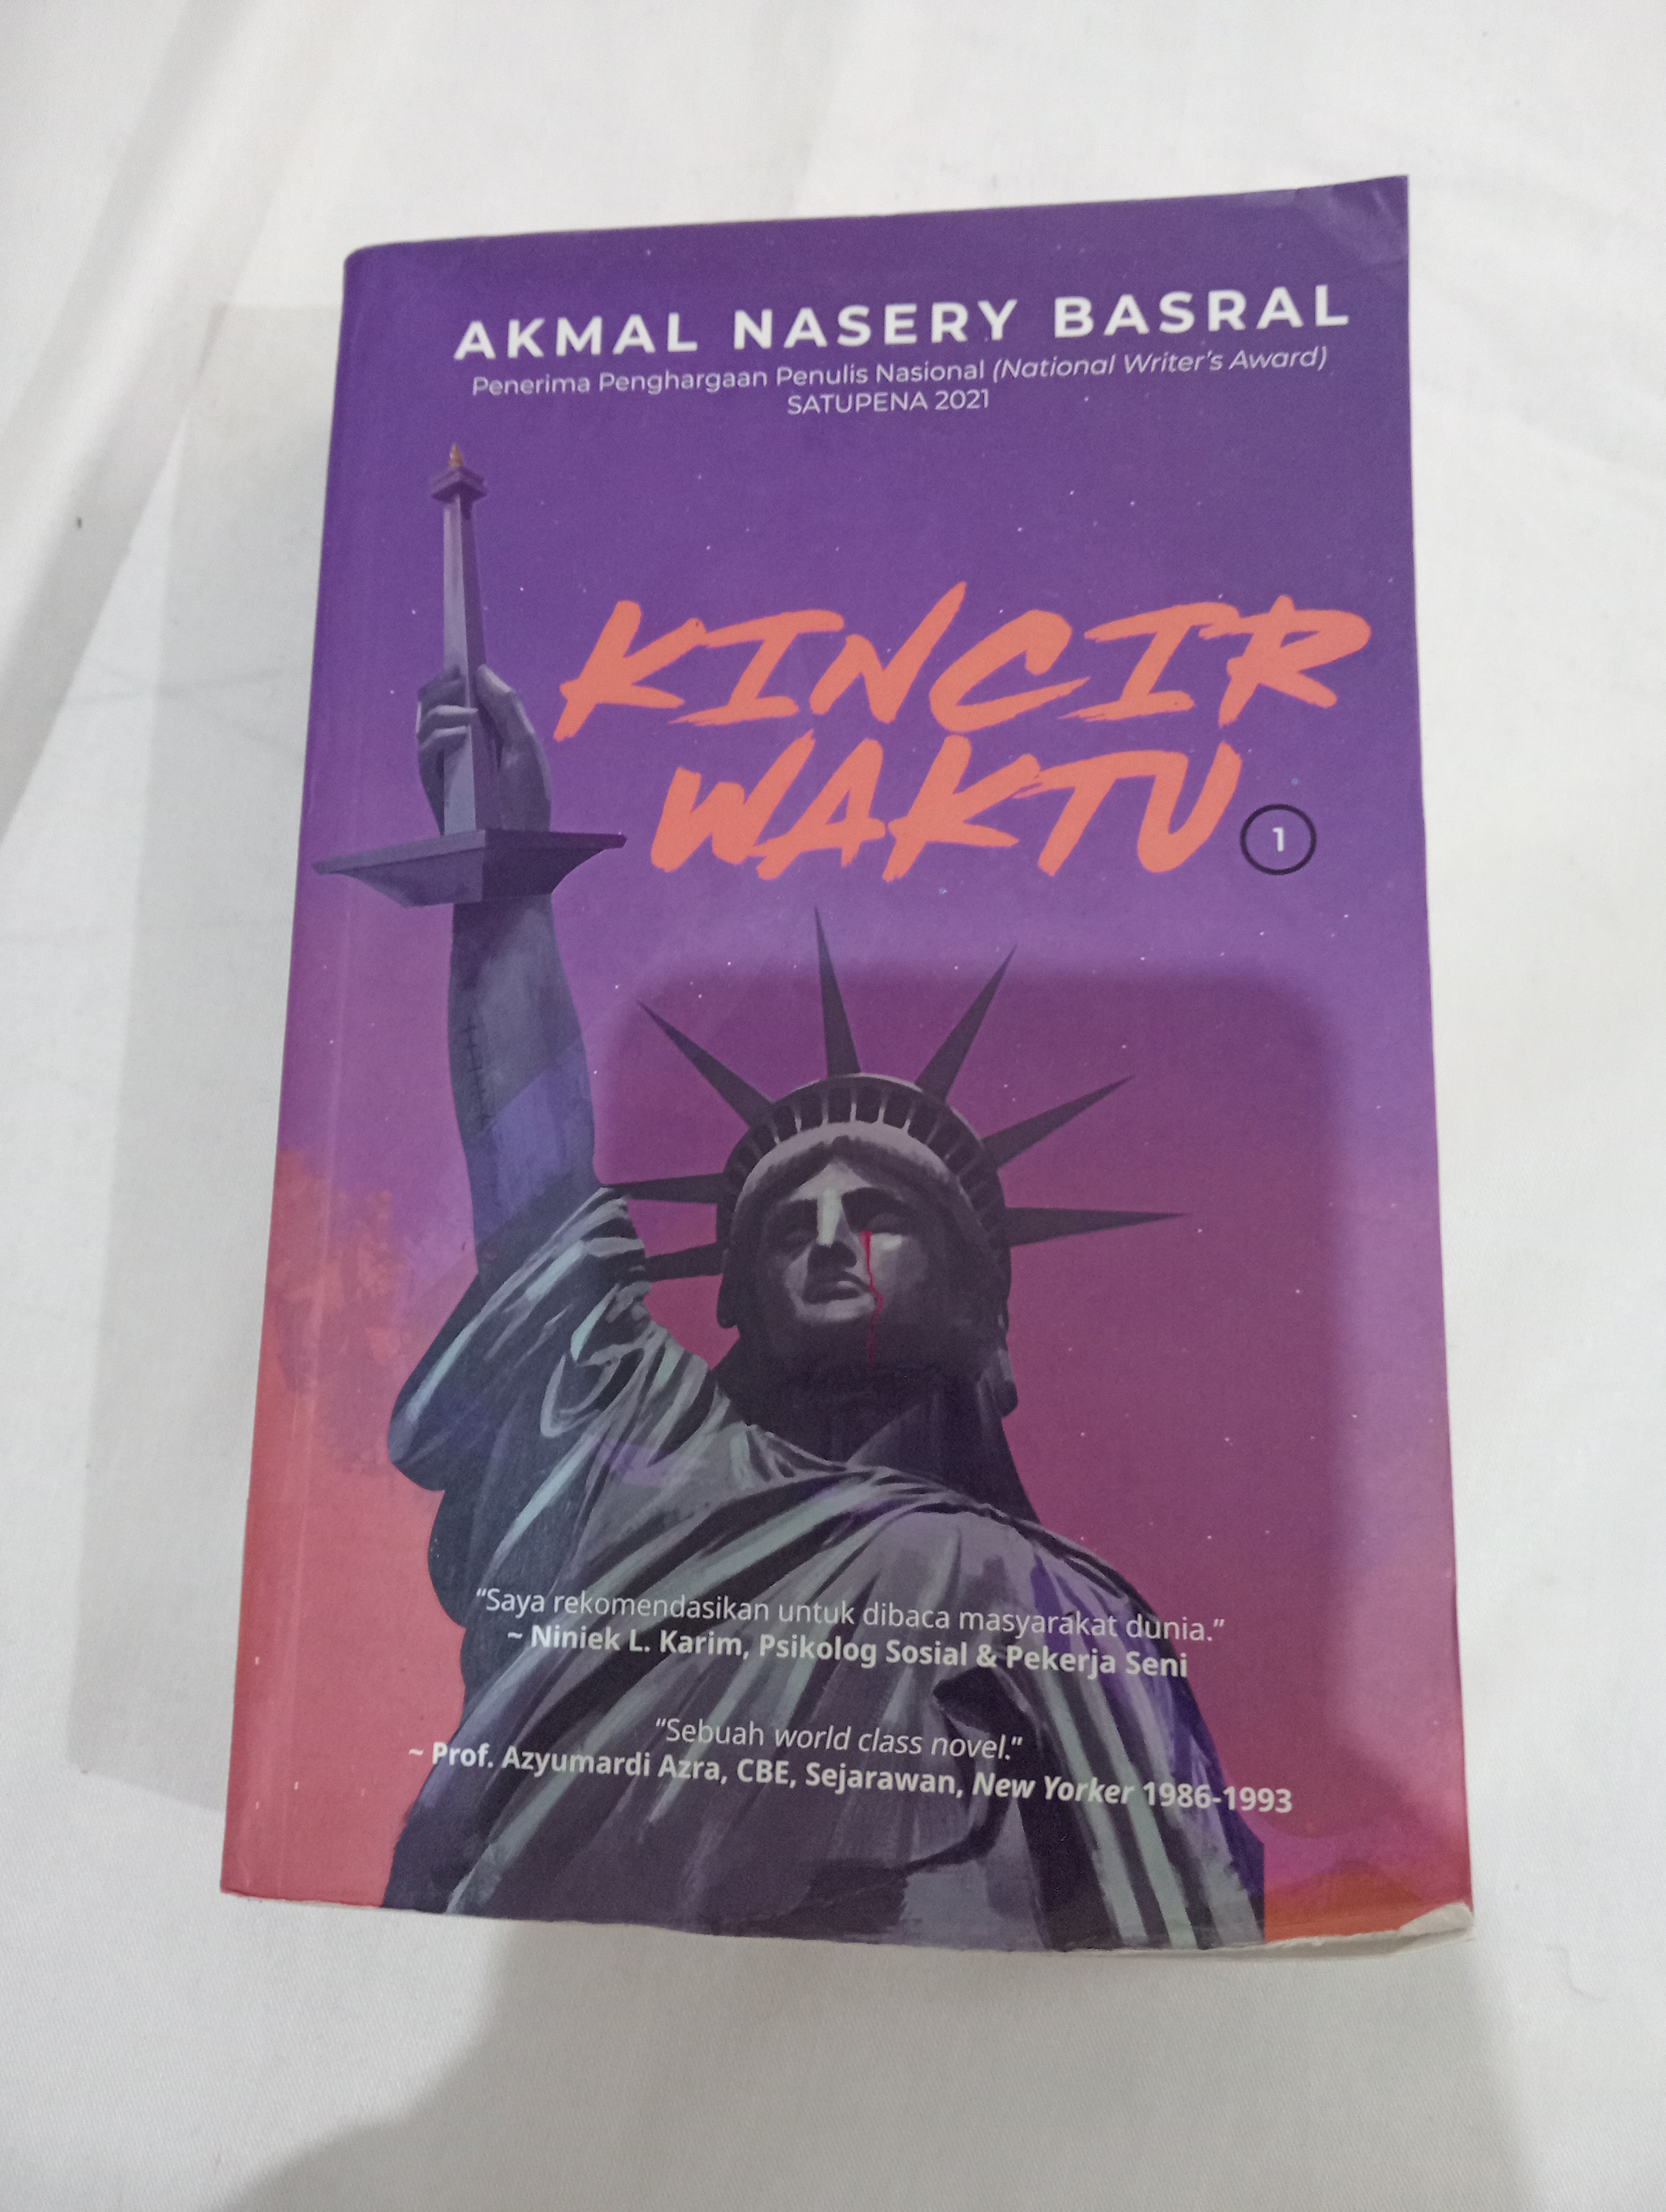 AKMAL NASERY BASRAL
Penerima Penghargaan Penulis Nasional (National Writer's Award)
SATUPENA 2021
KINCIR
WAKTU
1
“Saya rekomendasikan untuk dibaca masyarakat dunia.”
~ Niniek L. Karim, Psikolog Sosial & Pekerja Seni
“Sebuah world class novel.”
~ Prof. Azyumardi Azra, CBE, Sejarawan, New Yorker 1986-1993